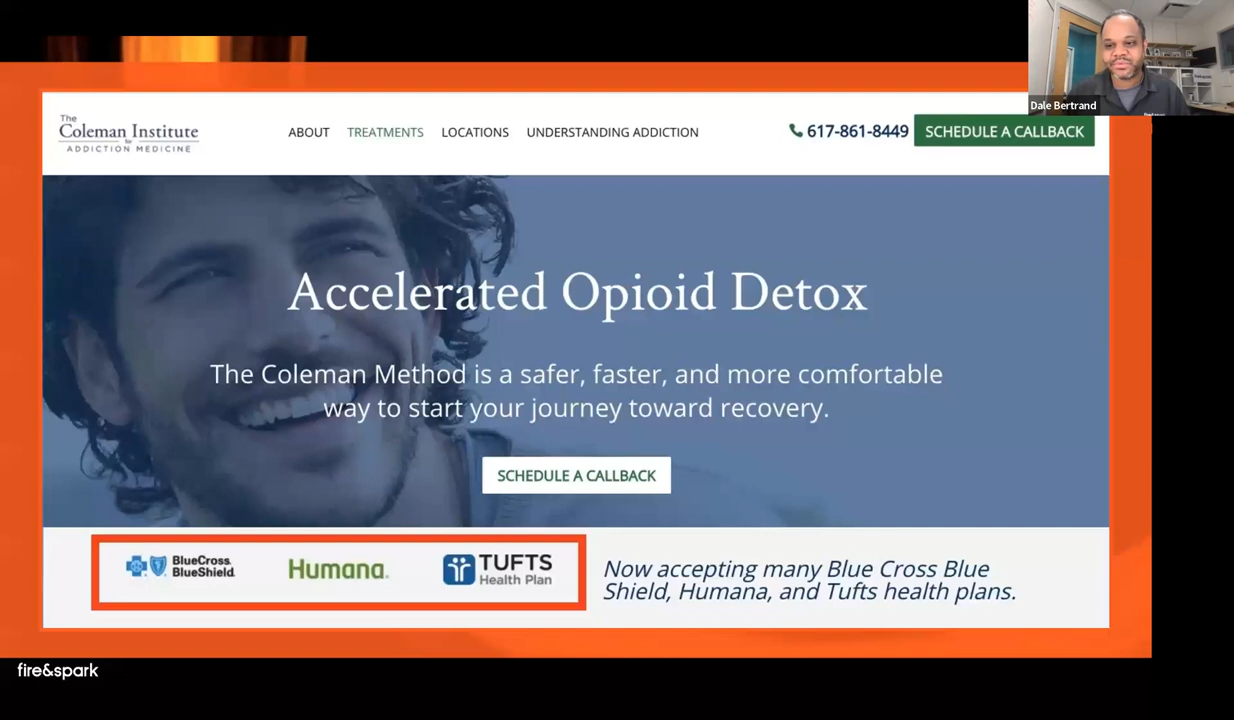 Dale Bertrand
The
Coleman Institute
for
ADDICTION MEDICINE
ABOUT TREATMENTS LOCATIONS UNDERSTANDING ADDICTION
617-861-8449 SCHEDULE A CALLBACK
Accelerated Opioid Detox
The Coleman Method is a safer, faster, and more comfortable
way to start your journey toward recovery.
SCHEDULE A CALLBACK
BlueCross
BlueShield
Humana
TUFTS
Health Plan
Now accepting many Blue Cross Blue
Shield, Humana, and Tufts health plans.
fire&spark